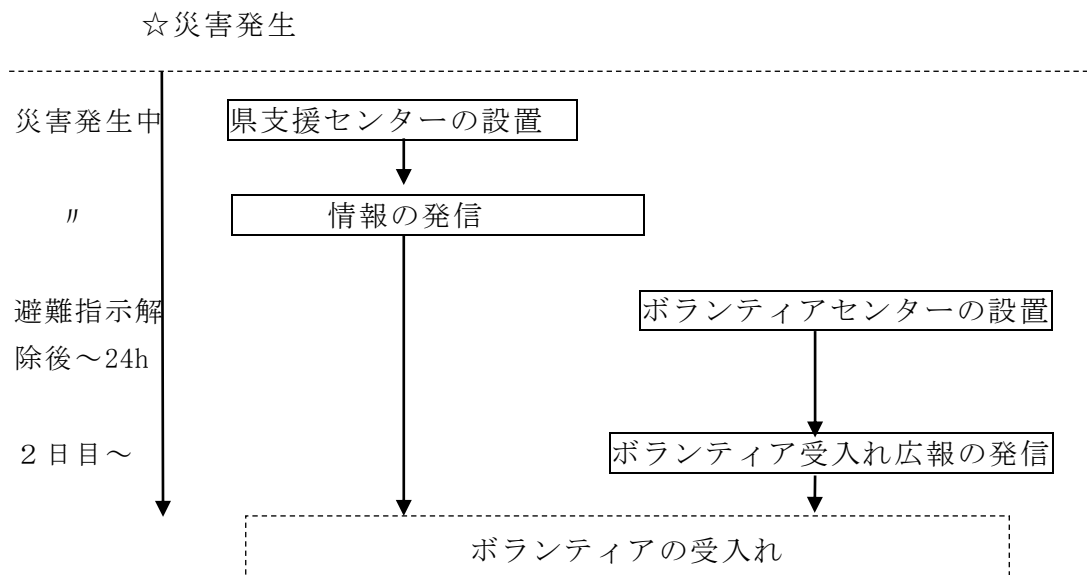 ☆災害発生
災害発生中
県支援センターの設置
〃
情報の発信
避難指示解
除後～24h
ボランティアセンターの設置
２日目～
ボランティア受入れ広報の発信
ボランティアの受入れ